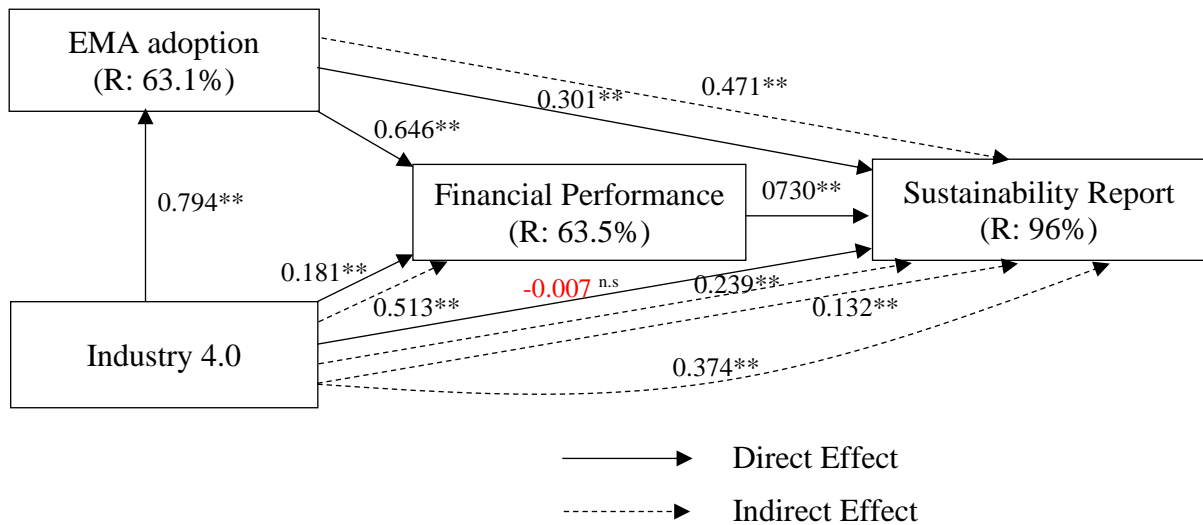 EMA adoption
(R: 63.1%)
0.471**
0.301**
0.646**
Financial Performance
(R: 63.5%)
0730**
Sustainability Report
(R: 96%)
0.794**
0.181**
0.513**
-0.007 n.s
0.239**
0.132**
Industry 4.0
0.374**
Direct Effect
Indirect Effect